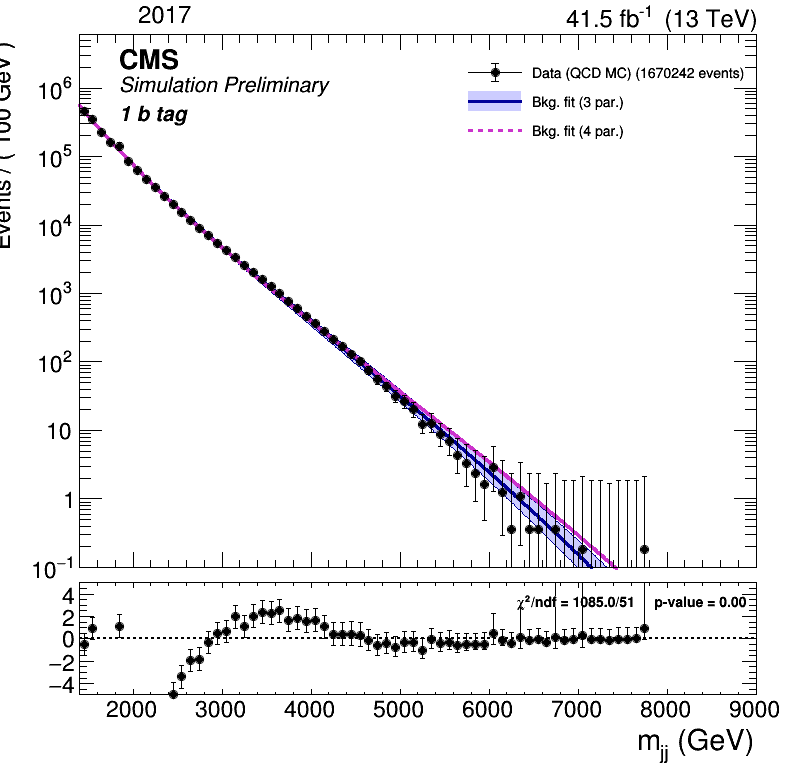 2017 41.5 fb⁻¹ (13 TeV)
CMS
Simulation Preliminary
1 b tag
Data (QCD MC) (1670242 events)
Bkg. fit (3 par.)
Bkg. fit (4 par.)
Events / ( 100 GeV )
10⁶
10⁵
10⁴
10³
10²
10
1
10⁻¹
χ²/ndf = 1085.0/51 p-value = 0.00
4
2
0
−2
−4
2000 3000 4000 5000 6000 7000 8000 9000
m_jj (GeV)